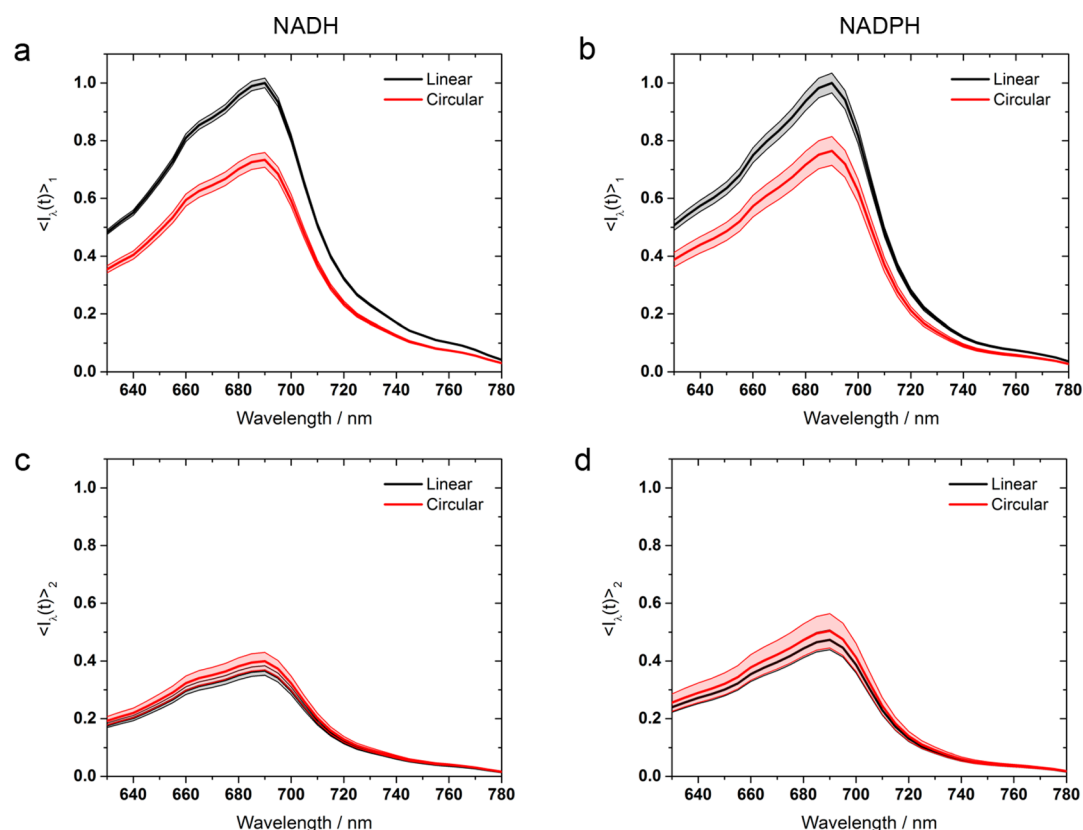 NADH
NADPH
a
b
Linear
Circular
Linear
Circular
<I_λ(t)>_1
1.0
0.8
0.6
0.4
0.2
0.0
640 660 680 700 720 740 760 780
Wavelength / nm
<I_λ(t)>_1
1.0
0.8
0.6
0.4
0.2
0.0
640 660 680 700 720 740 760 780
Wavelength / nm
c
d
Linear
Circular
Linear
Circular
<I_λ(t)>_2
1.0
0.8
0.6
0.4
0.2
0.0
640 660 680 700 720 740 760 780
Wavelength / nm
<I_λ(t)>_2
1.0
0.8
0.6
0.4
0.2
0.0
640 660 680 700 720 740 760 780
Wavelength / nm